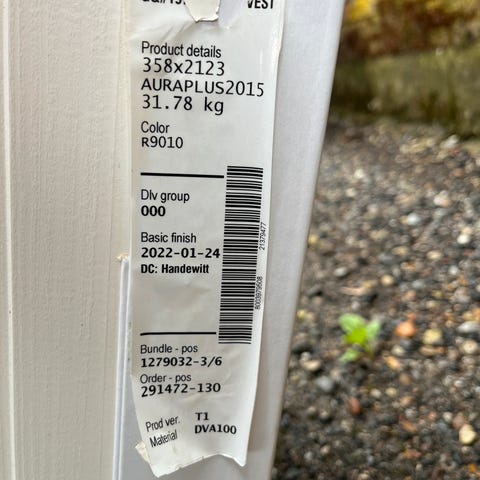 VEST
Product details
358x2123
AURAPLUS2015
31.78 kg
Color
R9010
Dlv group
000
Basic finish
2022-01-24
DC: Handewitt
Bundle - pos
1279032-3/6
Order - pos
291472-130
Prod ver. T1
Material DVA100
21379477